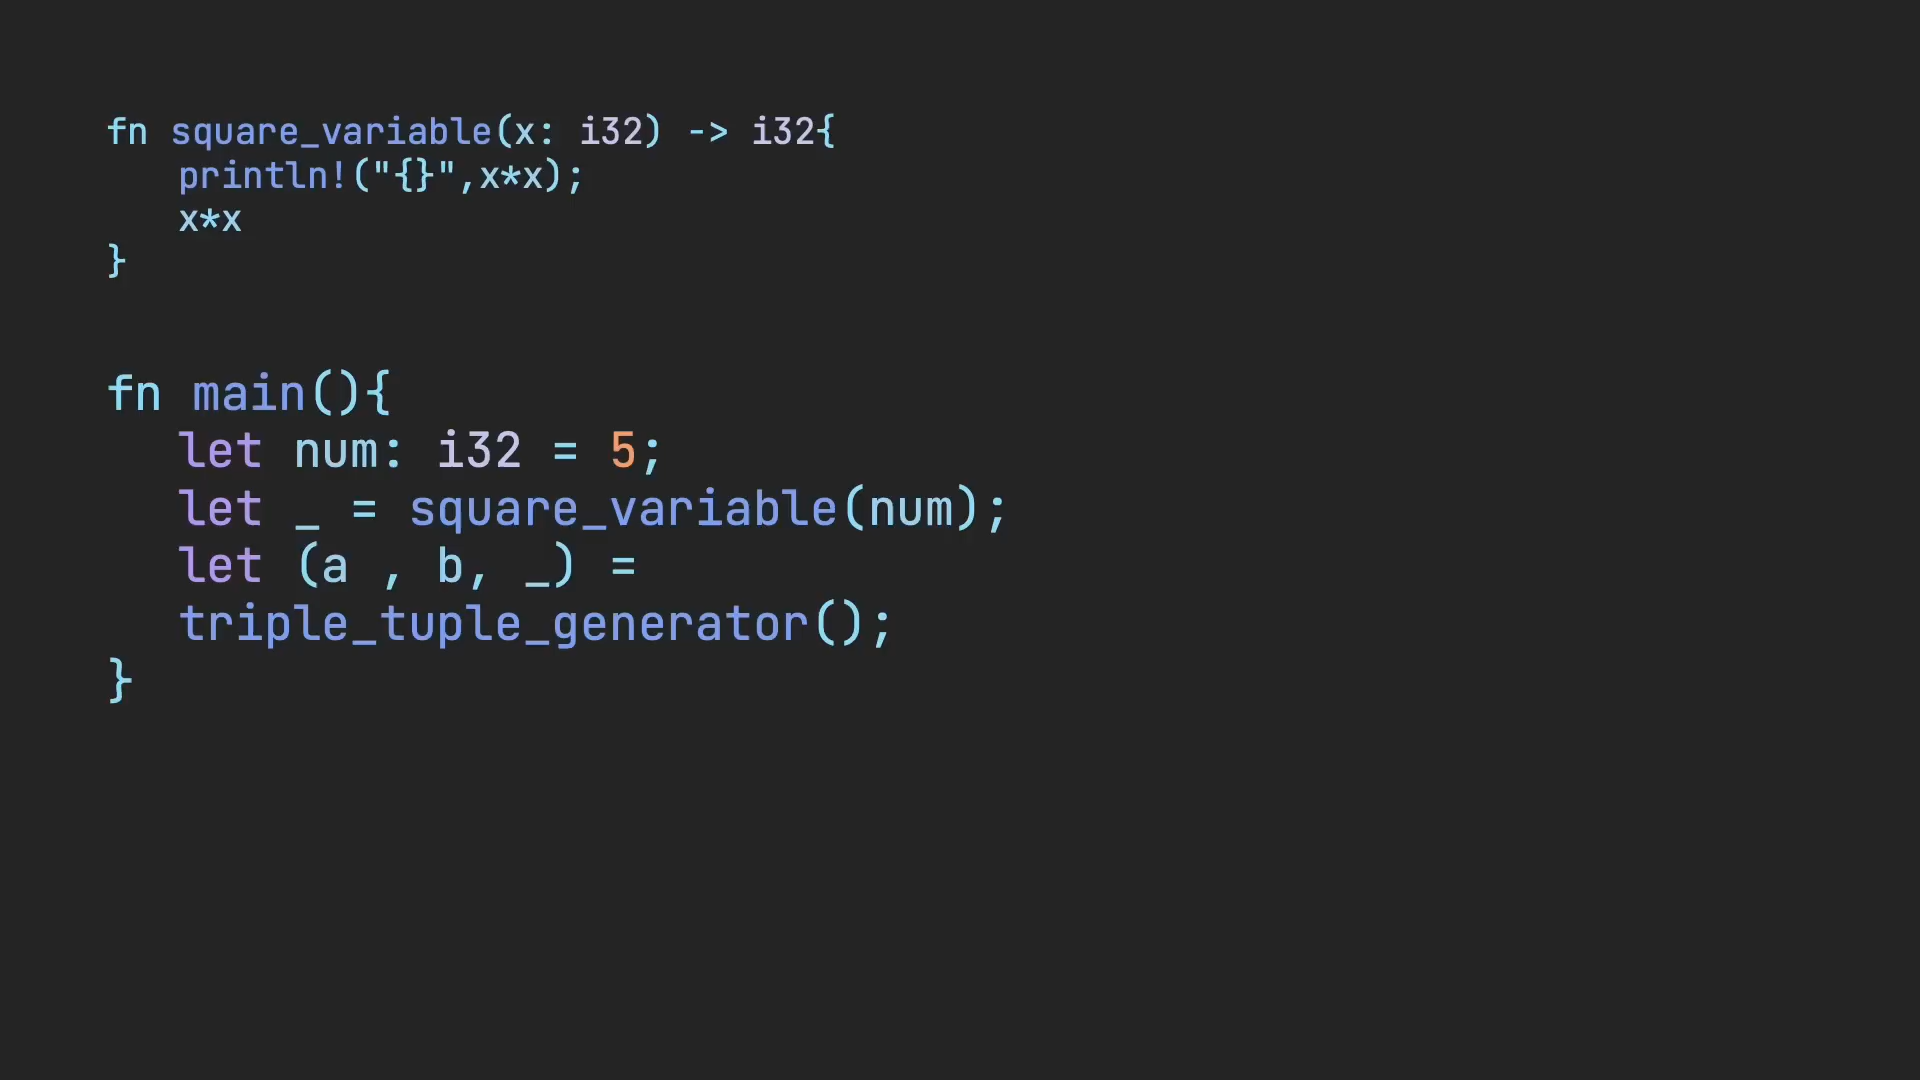 fn square_variable(x: i32) -> i32{
println!("{}",x*x);
x*x
}
fn main(){
let num: i32 = 5;
let _ = square_variable(num);
let (a , b, _) =
triple_tuple_generator();
}